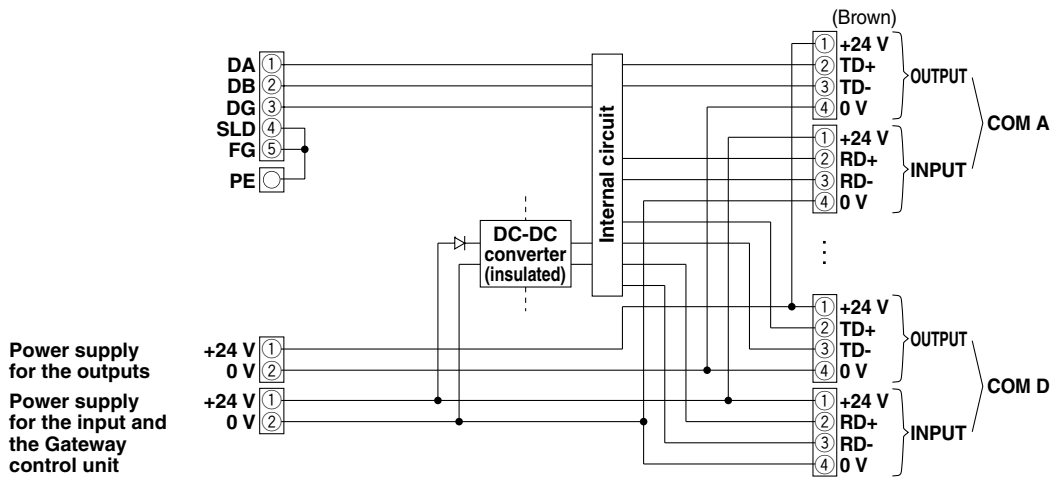 (Brown)
DA ①
DB ②
DG ③
SLD ④
FG ⑤
PE
Internal circuit
DC-DC
converter
(insulated)
① +24 V
② TD+
③ TD-
④ 0 V
OUTPUT
① +24 V
② RD+
③ RD-
④ 0 V
INPUT
COM A
① +24 V
② TD+
③ TD-
④ 0 V
OUTPUT
① +24 V
② RD+
③ RD-
④ 0 V
INPUT
COM D
Power supply
for the outputs
+24 V ①
0 V ②
Power supply
for the input and
the Gateway
control unit
+24 V ①
0 V ②